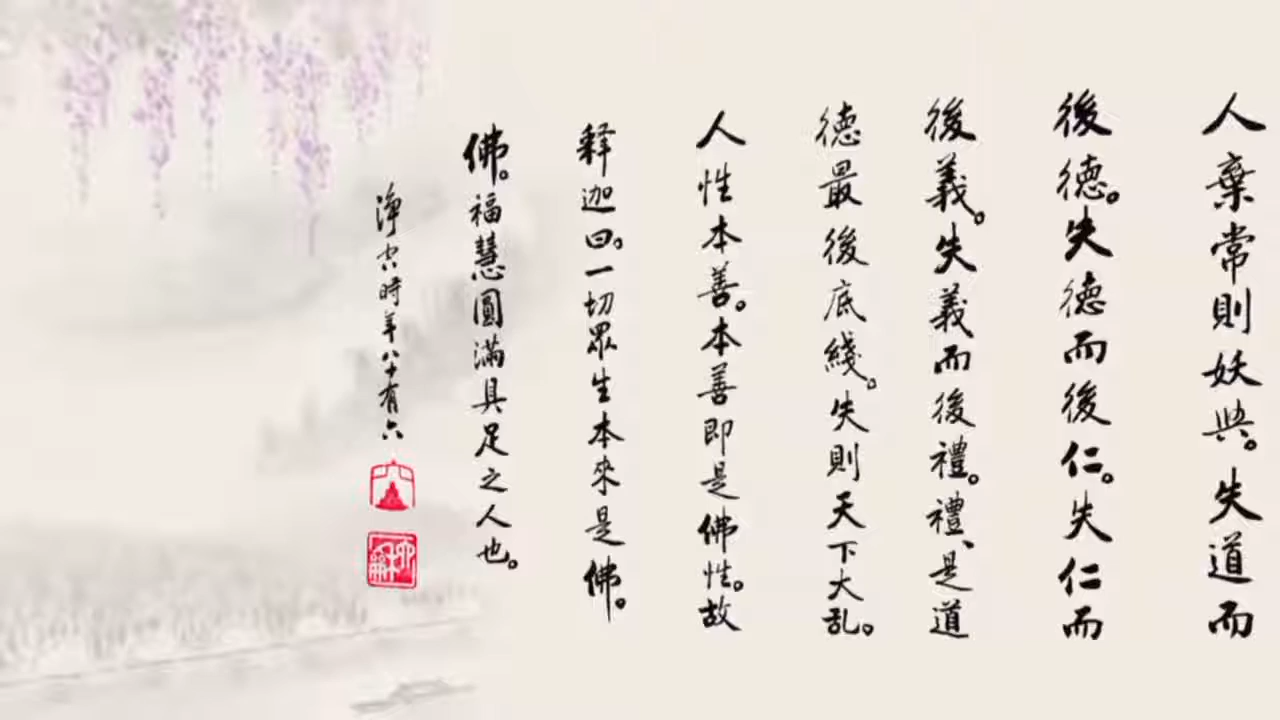 人棄常則妖興。失道而
後德。失德而後仁。失仁而
後義。失義而後禮。禮、是道
德最後底綫。失則天下大乱。
人性本善。本善即是佛性。故
释迦曰。一切眾生本來是佛。
佛。福慧圓滿具足之人也。
淨空時年八十有六